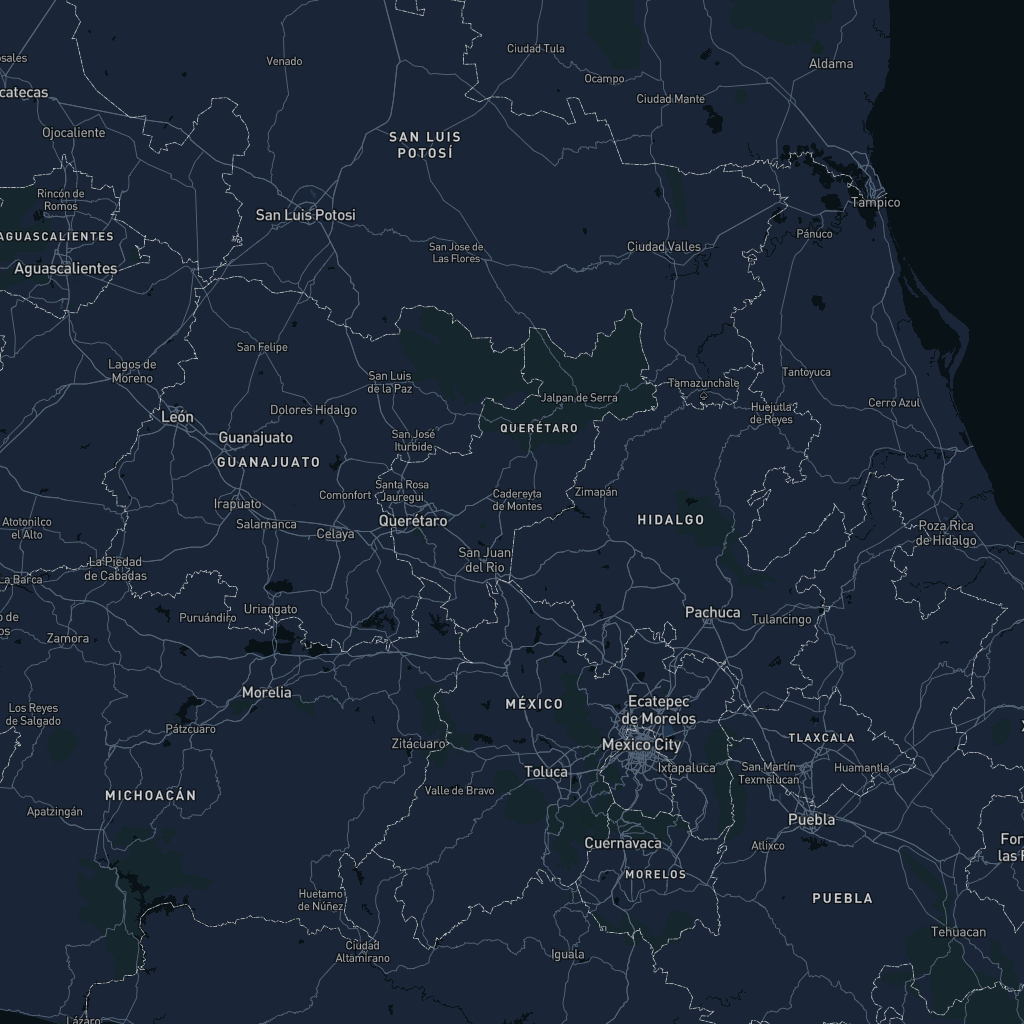 Ciudad Tula
Aldama
Venado
osales
Ocampo
catecas
Ciudad Mante
Ojocaliente
SAN LUIS
POTOSÍ
Rincón de
Romos
San Luis Potosi
Tampico
AGUASCALIENTES
Pánuco
San Jose de
Las Flores
Ciudad Valles
Aguascalientes
San Felipe
Lagos de
Moreno
San Luis
de la Paz
Tantoyuca
Tamazunchale
Jalpan de Serra
Cerro Azul
León
Dolores Hidalgo
Huejutla
de Reyes
Guanajuato
San José
Iturbide
QUERÉTARO
GUANAJUATO
Santa Rosa
Jauregui
Comonfort
Cadereyta
de Montes
Zimapán
Irapuato
Salamanca
Querétaro
HIDALGO
Atotonilco
el Alto
Celaya
Poza Rica
de Hidalgo
San Juan
del Rio
La Piedad
de Cabadas
La Barca
Uriangato
Puruándiro
Pachuca
Tulancingo
o de
os
Zamora
Morelia
MÉXICO
Ecatepec
de Morelos
Los Reyes
de Salgado
Pátzcuaro
Zitácuaro
Mexico City
TLAXCALA
Toluca
Ixtapaluca
San Martín
Texmelucan
Huamantla
Valle de Bravo
MICHOACÁN
Apatzingán
Puebla
Cuernavaca
Atlixco
For
las R
MORELOS
Huetamo
de Núñez
PUEBLA
Tehuacan
Ciudad
Altamirano
Iguala
Lázaro